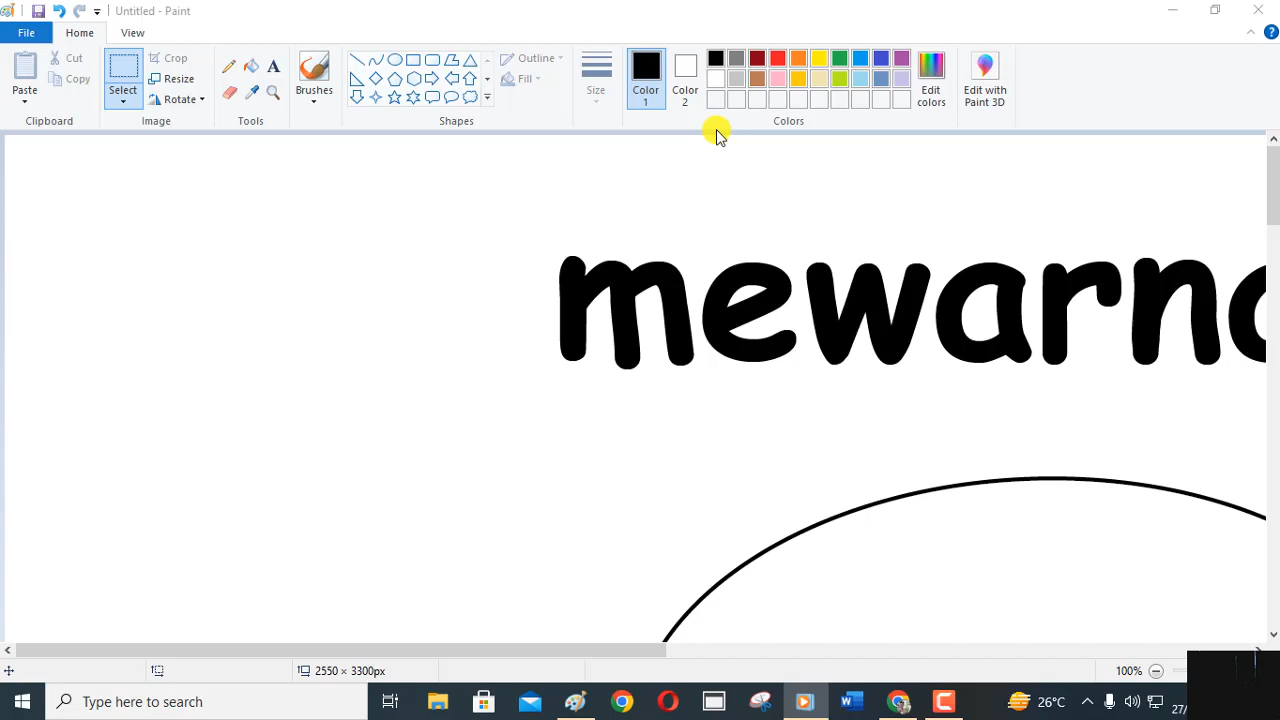 Untitled - Paint
File Home View
Paste
Cut
Copy
Clipboard
Select
Crop
Resize
Rotate
Image
Tools
Brushes
Shapes
Outline
Fill
Size
Color 1
Color 2
Colors
Edit colors
Edit with Paint 3D
mewarn
2550 × 3300px
100%
Type here to search
26°C
27/